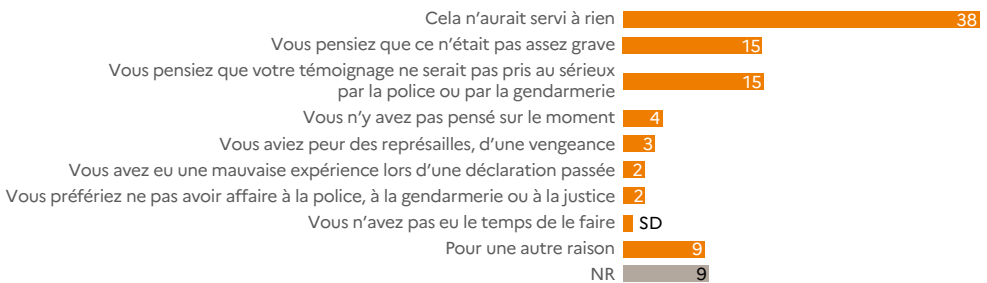 Cela n’aurait servi à rien 38
Vous pensiez que ce n’était pas assez grave 15
Vous pensiez que votre témoignage ne serait pas pris au sérieux
par la police ou par la gendarmerie 15
Vous n’y avez pas pensé sur le moment 4
Vous aviez peur des représailles, d’une vengeance 3
Vous avez eu une mauvaise expérience lors d’une déclaration passée 2
Vous préfériez ne pas avoir affaire à la police, à la gendarmerie ou à la justice 2
Vous n’avez pas eu le temps de le faire SD
Pour une autre raison 9
NR 9